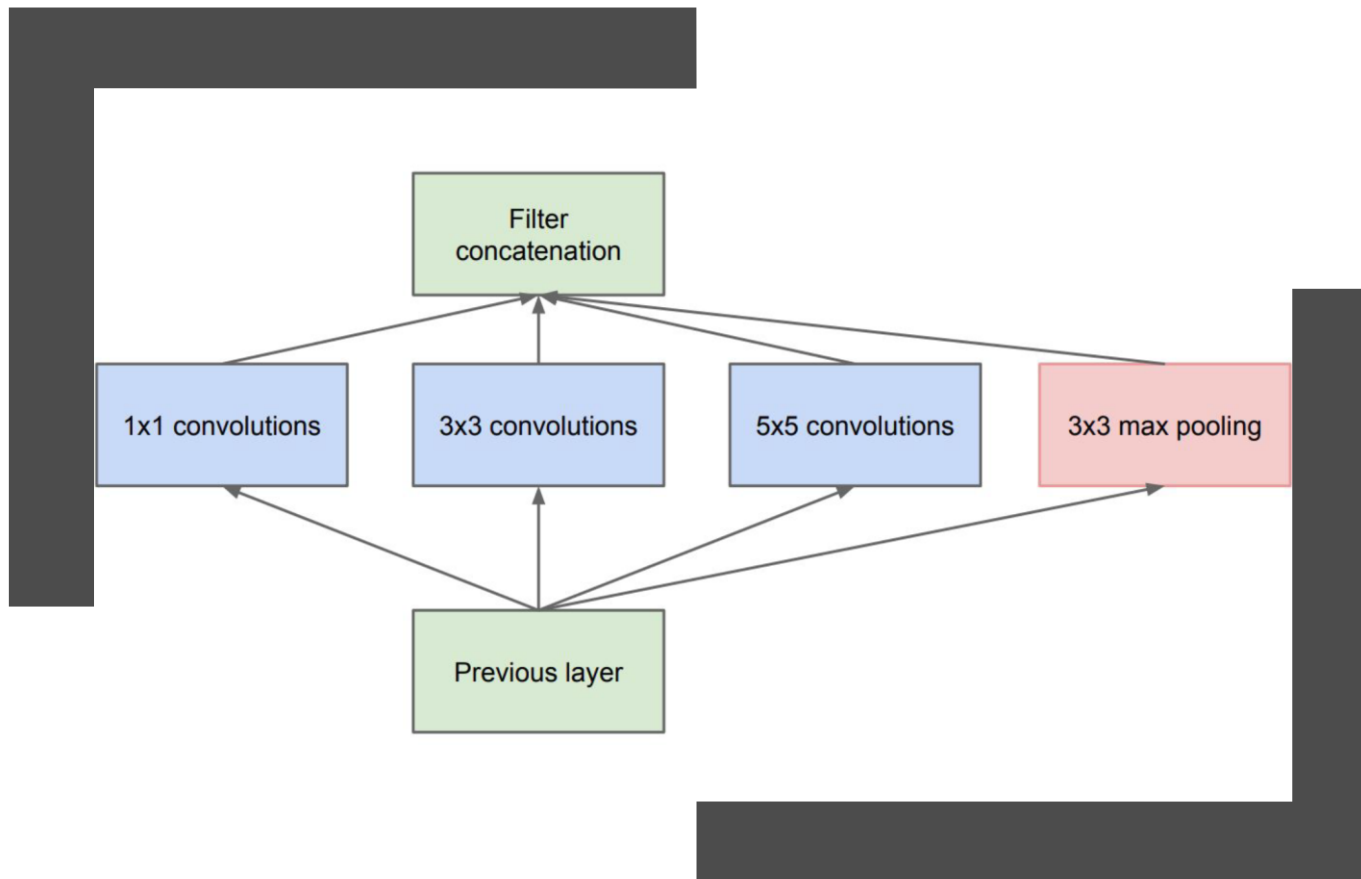 Filter
concatenation
1x1 convolutions
3x3 convolutions
5x5 convolutions
3x3 max pooling
Previous layer